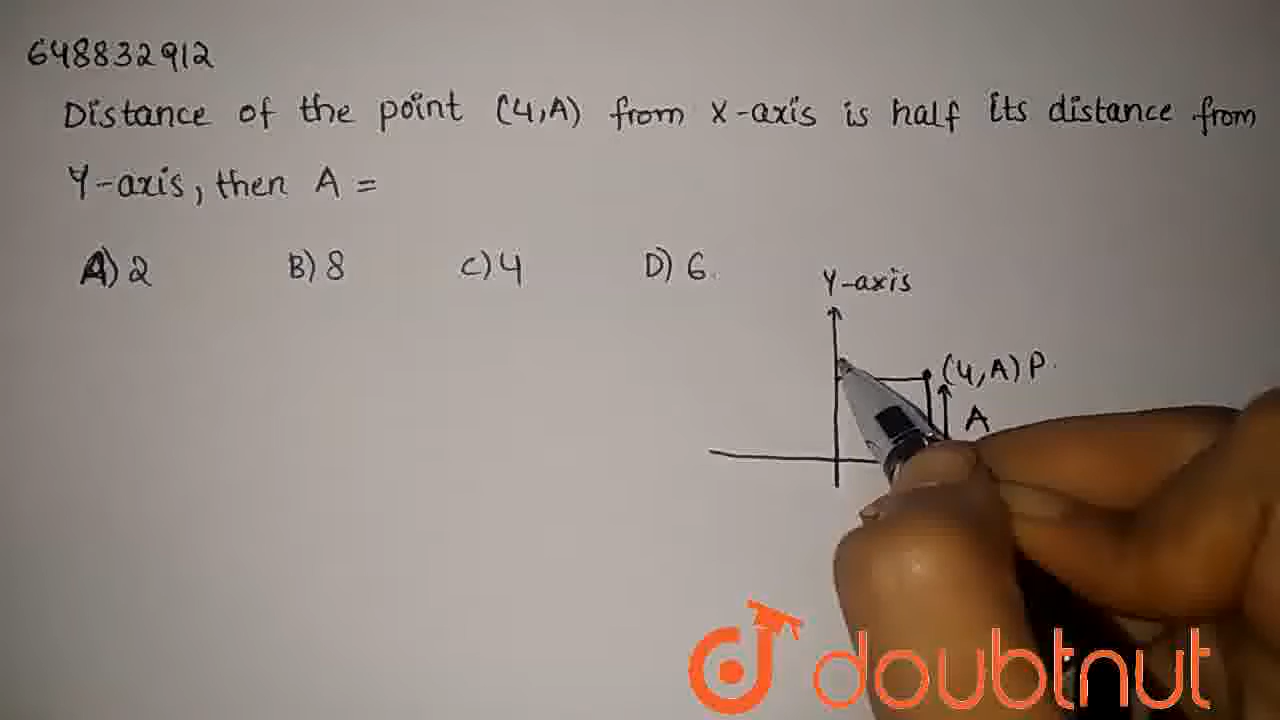 648832912
Distance of the point (4,A) from X-axis is half its distance from
Y-axis, then A =
A) 2 B) 8 C) 4 D) 6.
Y-axis
(4,A) P.
A
doubtnut